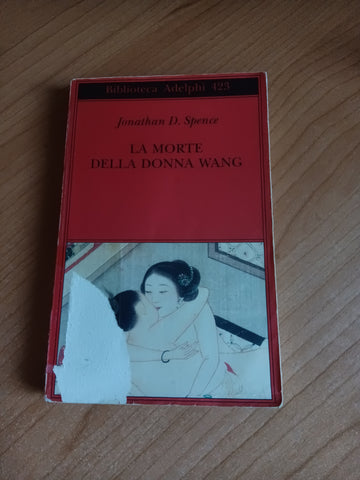 Biblioteca Adelphi 423
Jonathan D. Spence
LA MORTE
DELLA DONNA WANG